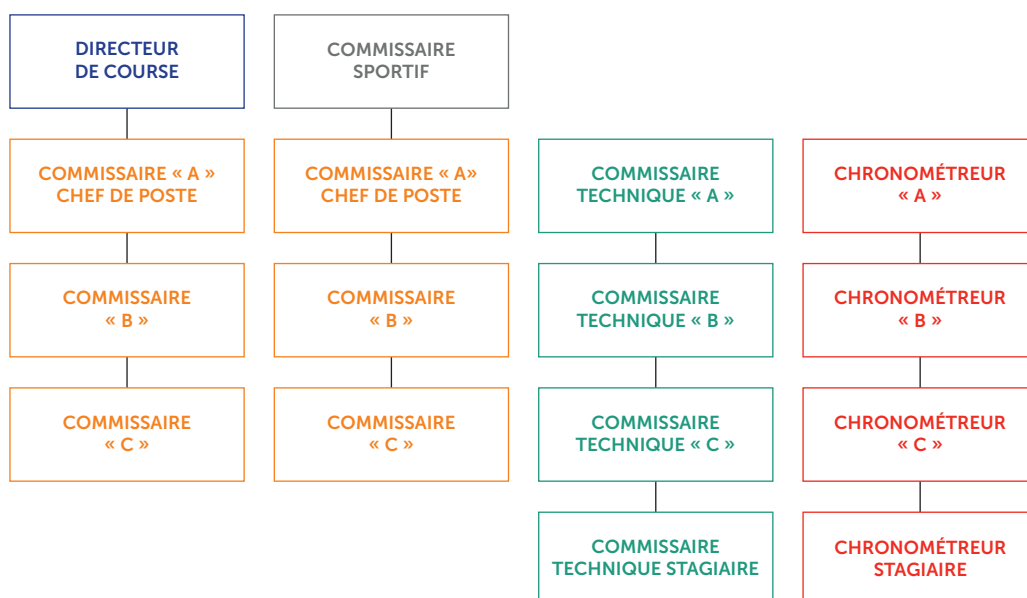 DIRECTEUR
DE COURSE
COMMISSAIRE
SPORTIF
COMMISSAIRE « A »
CHEF DE POSTE
COMMISSAIRE « A»
CHEF DE POSTE
COMMISSAIRE
TECHNIQUE « A »
CHRONOMÉTREUR
« A »
COMMISSAIRE
« B »
COMMISSAIRE
« B »
COMMISSAIRE
TECHNIQUE « B »
CHRONOMÉTREUR
« B »
COMMISSAIRE
« C »
COMMISSAIRE
« C »
COMMISSAIRE
TECHNIQUE « C »
CHRONOMÉTREUR
« C »
COMMISSAIRE
TECHNIQUE STAGIAIRE
CHRONOMÉTREUR
STAGIAIRE